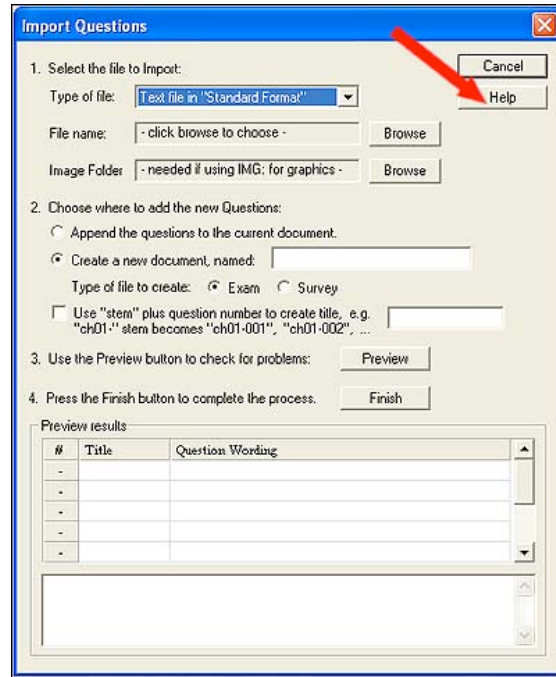 Import Questions
1. Select the file to Import:
Cancel
Type of file: Text file in "Standard Format"
Help
File name: - click browse to choose - Browse
Image Folder - needed if using IMG: for graphics - Browse
2. Choose where to add the new Questions:
Append the questions to the current document.
Create a new document, named:
Type of file to create: Exam Survey
Use "stem" plus question number to create title, e.g.
"ch01-" stem becomes "ch01-001", "ch01-002", ...
3. Use the Preview button to check for problems: Preview
4. Press the Finish button to complete the process. Finish
Preview results
# Title Question Wording
-
-
-
-
-